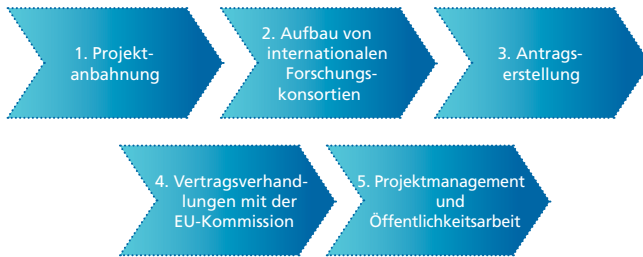 1. Projekt-
anbahnung
2. Aufbau von
internationalen
Forschungs-
konsortien
3. Antrags-
erstellung
4. Vertragsverhand-
lungen mit der
EU-Kommission
5. Projektmanagement
und
Öffentlichkeitsarbeit